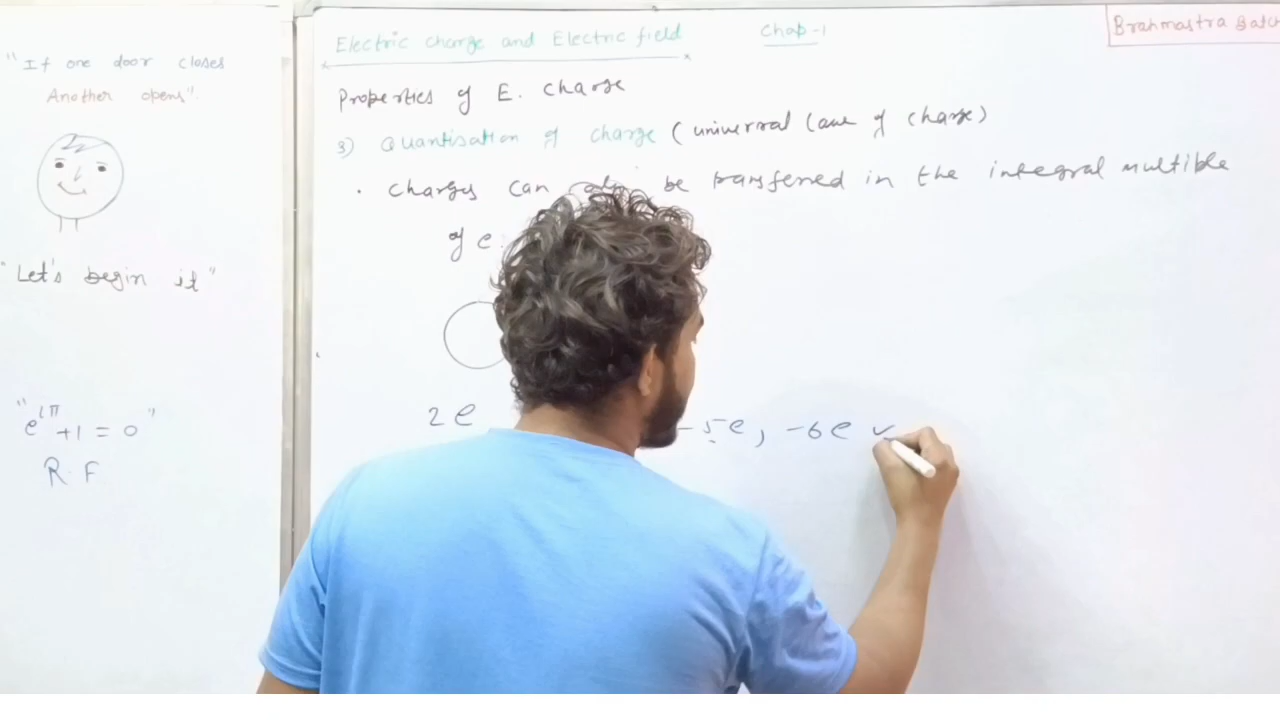 "If one door closes
Another opens".
"Let's begin it"
"e^iπ +1 = 0"
R. F
Electric charge and Electric field
Chap-1
Brahmastra Batc
Properties of E. charge
3) Quantisation of charge (universal law of charge)
• charges can be transferred in the integral multible
of e.
2e -5e, -6e ✓